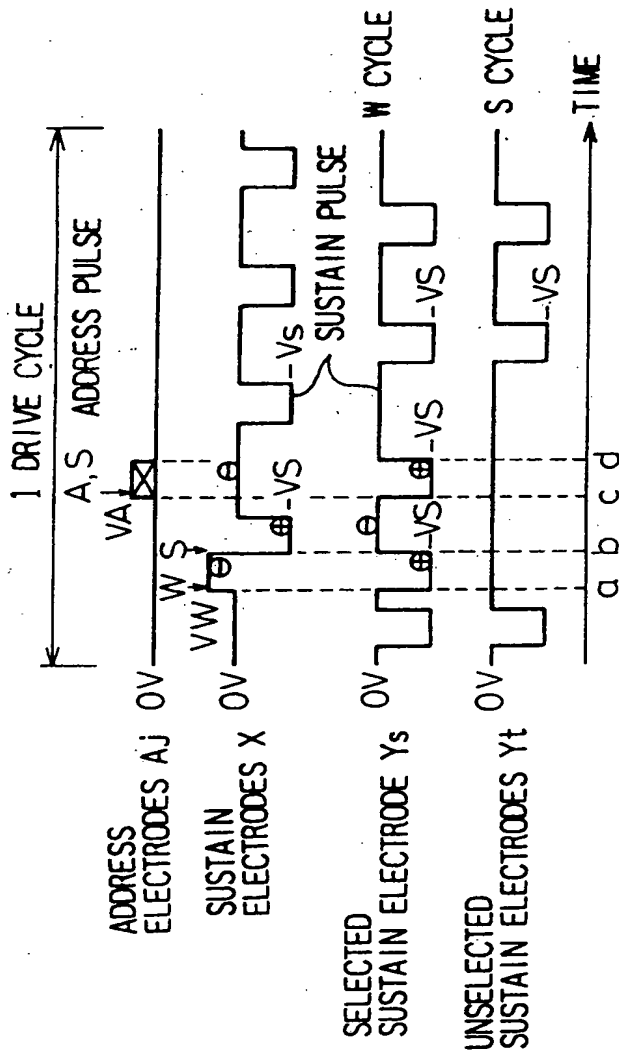 1 DRIVE CYCLE
A,S ADDRESS PULSE
VA
ADDRESS
ELECTRODES Aj
0V
W S
VW
SUSTAIN
ELECTRODES X
0V
-VS
-Vs
SUSTAIN PULSE
SELECTED
SUSTAIN ELECTRODE Ys
0V
-VS
-VS
-VS
W CYCLE
UNSELECTED
SUSTAIN ELECTRODES Yt
0V
-VS
S CYCLE
a b c d
TIME